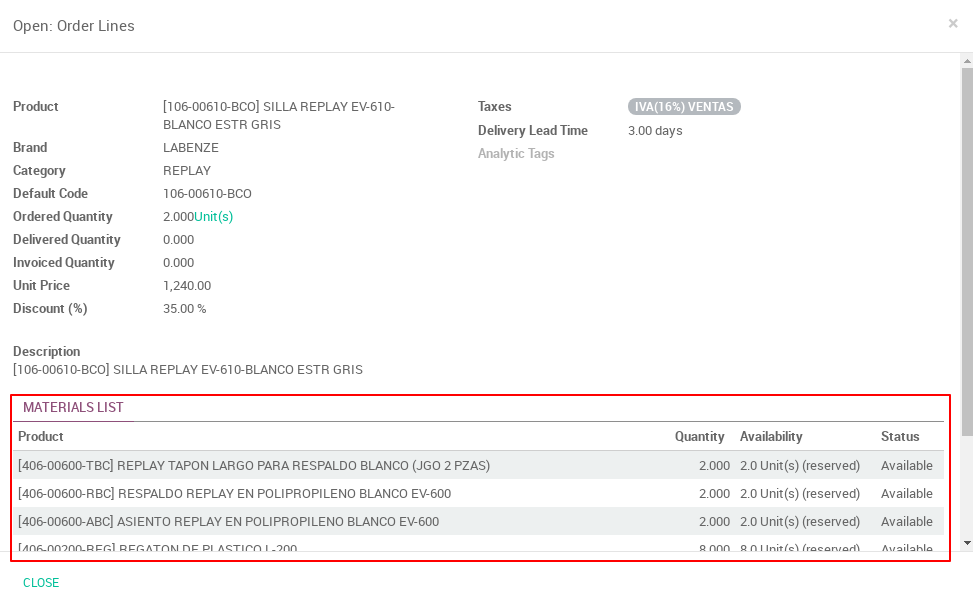 Open: Order Lines
×
Product [106-00610-BCO] SILLA REPLAY EV-610-
BLANCO ESTR GRIS
Brand LABENZE
Category REPLAY
Default Code 106-00610-BCO
Ordered Quantity 2.000Unit(s)
Delivered Quantity 0.000
Invoiced Quantity 0.000
Unit Price 1,240.00
Discount (%) 35.00 %
Taxes IVA(16%) VENTAS
Delivery Lead Time 3.00 days
Analytic Tags
Description
[106-00610-BCO] SILLA REPLAY EV-610-BLANCO ESTR GRIS
MATERIALS LIST
Product Quantity Availability Status
[406-00600-TBC] REPLAY TAPON LARGO PARA RESPALDO BLANCO (JGO 2 PZAS) 2.000 2.0 Unit(s) (reserved) Available
[406-00600-RBC] RESPALDO REPLAY EN POLIPROPILENO BLANCO EV-600 2.000 2.0 Unit(s) (reserved) Available
[406-00600-ABC] ASIENTO REPLAY EN POLIPROPILENO BLANCO EV-600 2.000 2.0 Unit(s) (reserved) Available
[406-00200-REG] REGATON DE PLASTICO L-200 8.000 8.0 Unit(s) (reserved) Available
CLOSE